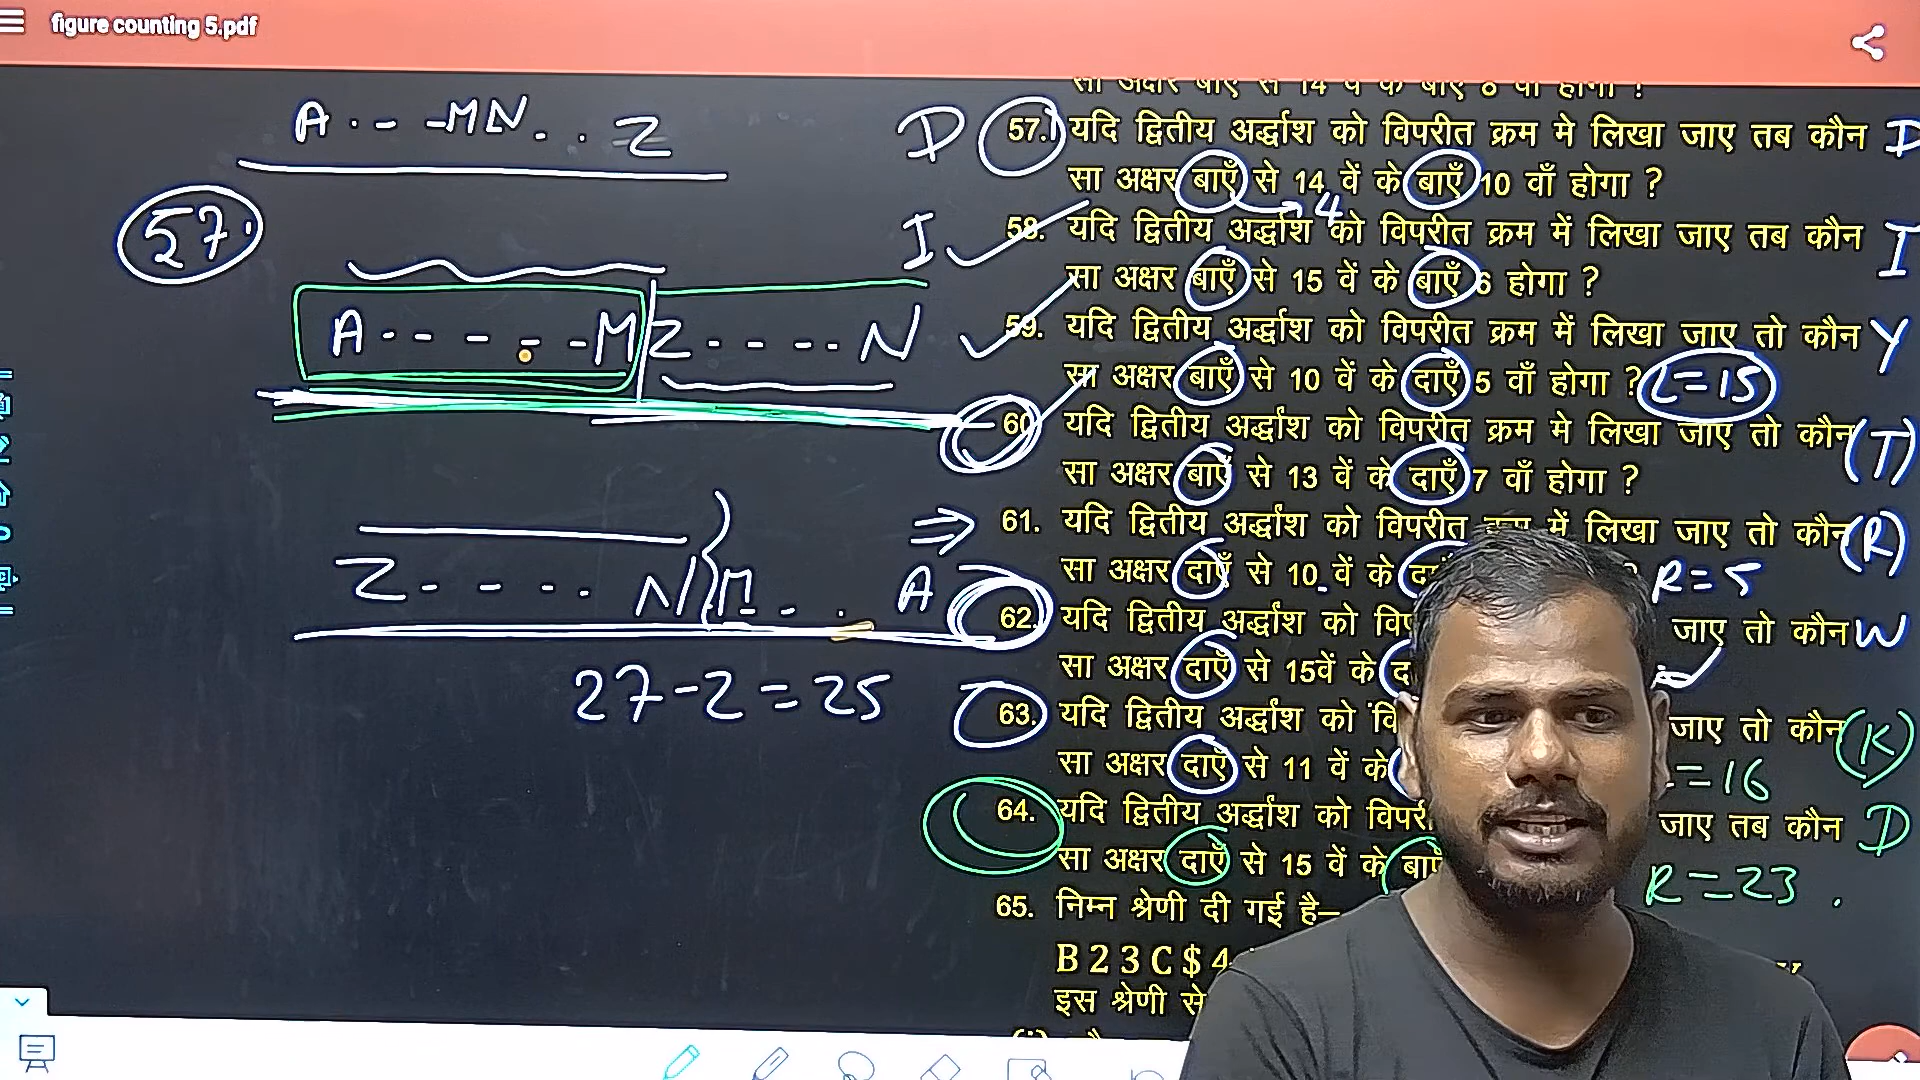 figure counting 5.pdf
A . - - MN . . . Z
57.
A - - - - - - M Z - - - - - N
Z - - - - . N M - - . A
27-2=25
D
I
57. यदि द्वितीय अर्द्धाश को विपरीत क्रम मे लिखा जाए तब कौन D
सा अक्षर बाएँ से 14 वें के बाएँ 10 वाँ होगा ?
4
58. यदि द्वितीय अर्द्धाश को विपरीत क्रम में लिखा जाए तब कौन I
सा अक्षर बाएँ से 15 वें के बाएँ 6 होगा ?
59. यदि द्वितीय अर्द्धाश को विपरीत क्रम में लिखा जाए तो कौन Y
सा अक्षर बाएँ से 10 वें के दाएँ 5 वाँ होगा ? L=15
60 यदि द्वितीय अर्द्धांश को विपरीत क्रम मे लिखा जाए तो कौन (T)
सा अक्षर बाएँ से 13 वें के दाएँ 7 वाँ होगा ?
61. यदि द्वितीय अर्द्धांश को विपरीत क्रम में लिखा जाए तो कौन (R)
सा अक्षर दाएँ से 10 वें के R=5
62. यदि द्वितीय अर्द्धांश को जाए तो कौन W
सा अक्षर दाएँ से 15वें के
63. यदि द्वितीय अर्द्धांश को जाए तो कौन (K)
सा अक्षर दाएँ से 11 वें के =16
64. यदि द्वितीय अर्द्धांश को जाए तब कौन D
सा अक्षर दाएँ से 15 वें के बाएँ R=23
65. निम्न श्रेणी दी गई है–
B 2 3 C $ 4
इस श्रेणी से